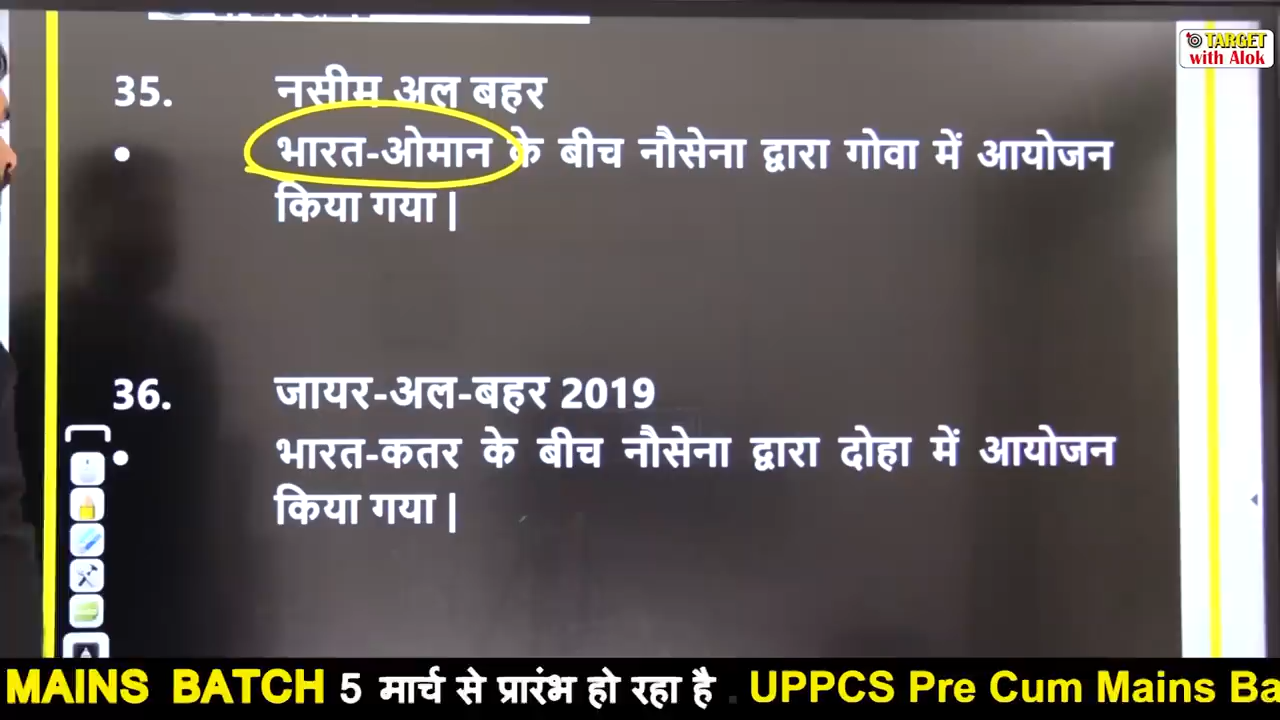 TARGET
with Alok
35. नसीम अल बहर
• भारत-ओमान के बीच नौसेना द्वारा गोवा में आयोजन
किया गया |
36. जायर-अल-बहर 2019
• भारत-कतर के बीच नौसेना द्वारा दोहा में आयोजन
किया गया |
MAINS BATCH 5 मार्च से प्रारंभ हो रहा है . UPPCS Pre Cum Mains Ba